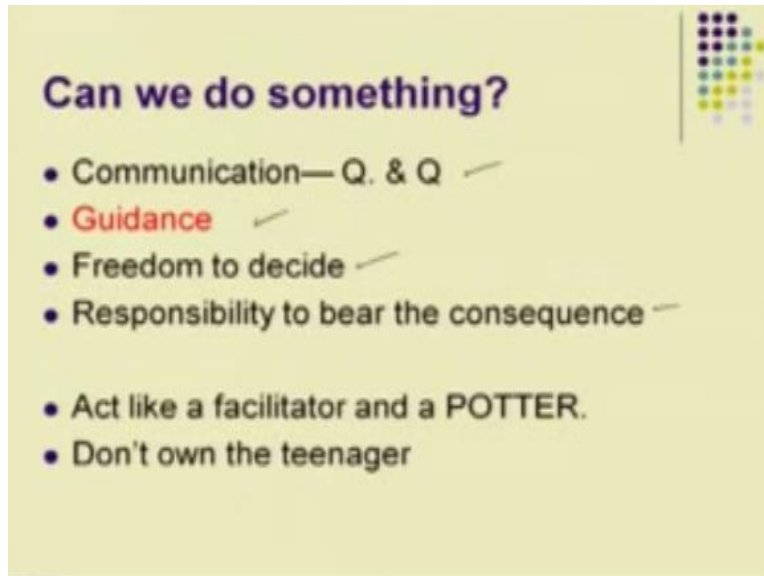 Can we do something?
Communication— Q. & Q
Guidance
Freedom to decide
Responsibility to bear the consequence
Act like a facilitator and a POTTER.
Don't own the teenager